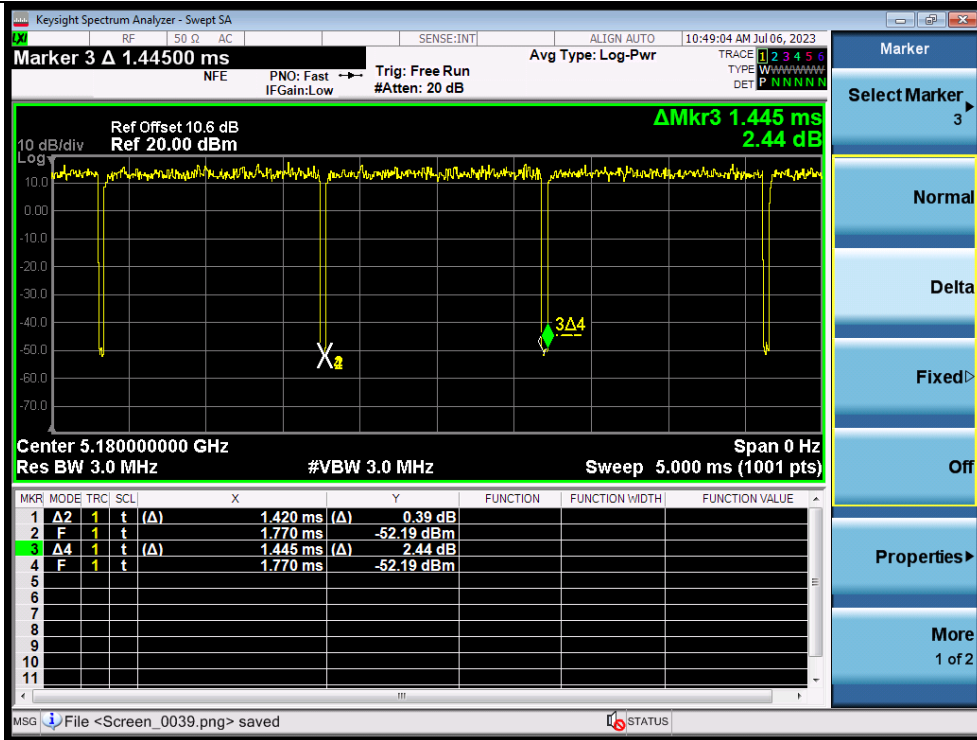 Keysight Spectrum Analyzer - Swept SA
LXI RF 50 Ω AC SENSE:INT ALIGN AUTO 10:49:04 AM Jul 06, 2023
Marker 3 Δ 1.44500 ms
NFE
PNO: Fast
IFGain:Low
Trig: Free Run
#Atten: 20 dB
Avg Type: Log-Pwr
TRACE 1 2 3 4 5 6
TYPE WWWWWW
DET P N N N N N
ΔMkr3 1.445 ms
2.44 dB
Ref Offset 10.6 dB
10 dB/div Ref 20.00 dBm
Log
10.0
0.00
-10.0
-20.0
-30.0
-40.0
-50.0
-60.0
-70.0
3Δ4
Center 5.180000000 GHz Span 0 Hz
Res BW 3.0 MHz #VBW 3.0 MHz Sweep 5.000 ms (1001 pts)
MKR MODE TRC SCL X Y FUNCTION FUNCTION WIDTH FUNCTION VALUE
1 Δ2 1 t (Δ) 1.420 ms (Δ) 0.39 dB
2 F 1 t 1.770 ms -52.19 dBm
3 Δ4 1 t (Δ) 1.445 ms (Δ) 2.44 dB
4 F 1 t 1.770 ms -52.19 dBm
5
6
7
8
9
10
11
MSG File <Screen_0039.png> saved STATUS
Marker
Select Marker
3
Normal
Delta
Fixed
Off
Properties
More
1 of 2